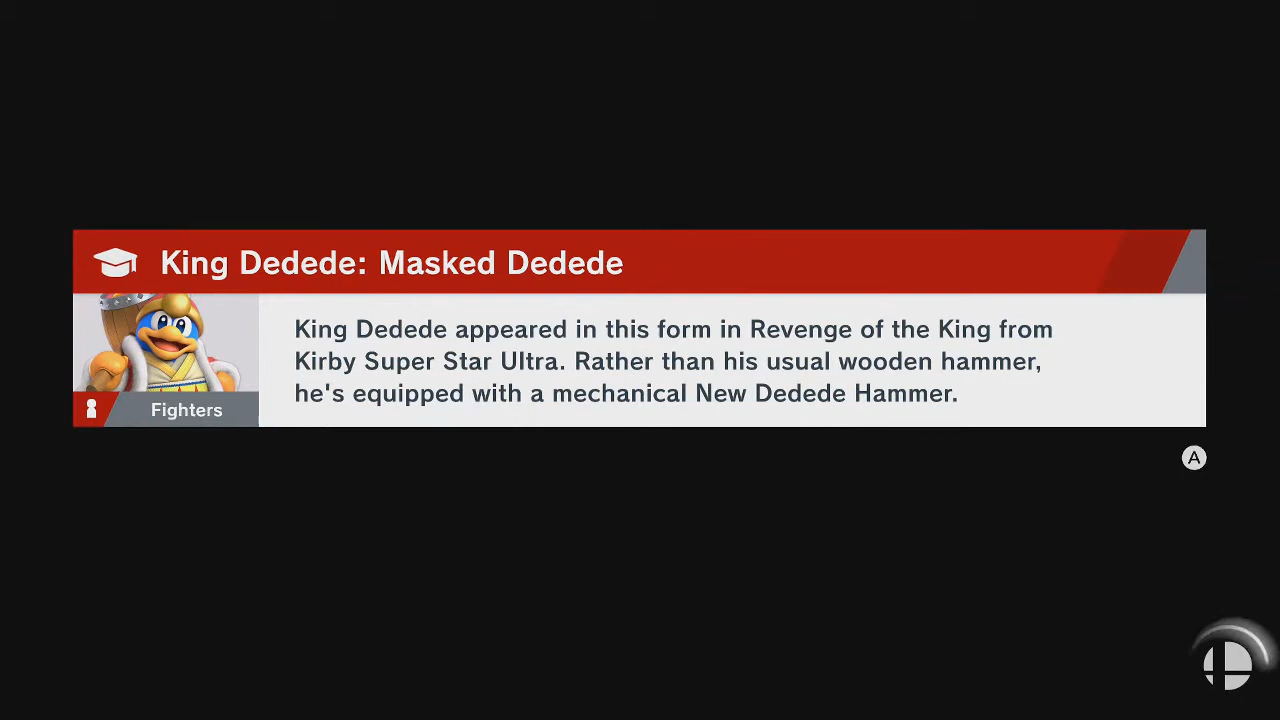 King Dedede: Masked Dedede
King Dedede appeared in this form in Revenge of the King from
Kirby Super Star Ultra. Rather than his usual wooden hammer,
he's equipped with a mechanical New Dedede Hammer.
Fighters
A